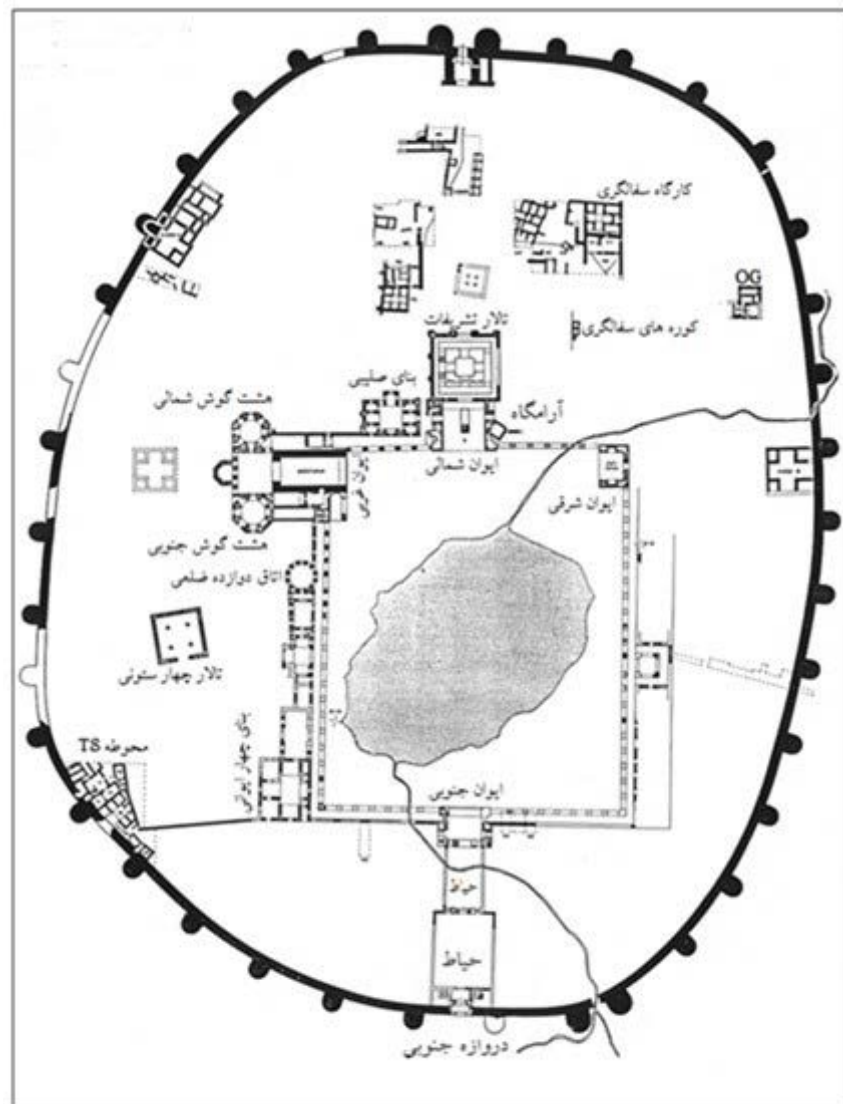 کارگاه سفالگری
OG
کوره های سفالگری
تالار تشریفات
بنای صلیبی
هشت گوش شمالی
آرامگاه
ایوان شمالی
ایوان غربی
ایوان شرقی
هشت گوش جنوبی
اتاق دوازده ضلعی
تالار چهار ستونی
محوطه TS
بنای چهار ایوانی
ایوان جنوبی
حیاط
حیاط
دروازه جنوبی